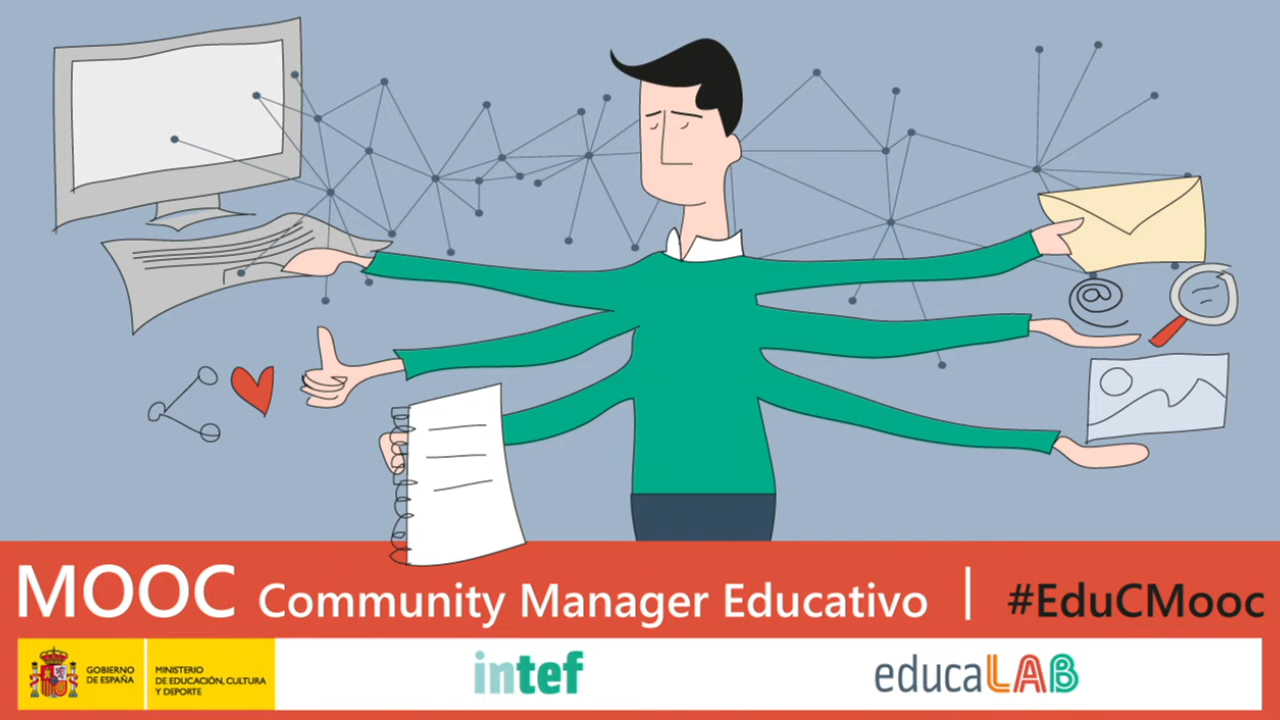 @
MOOC Community Manager Educativo | #EduCMooc
GOBIERNO
DE ESPAÑA
MINISTERIO
DE EDUCACIÓN, CULTURA
Y DEPORTE
intef
educaLAB